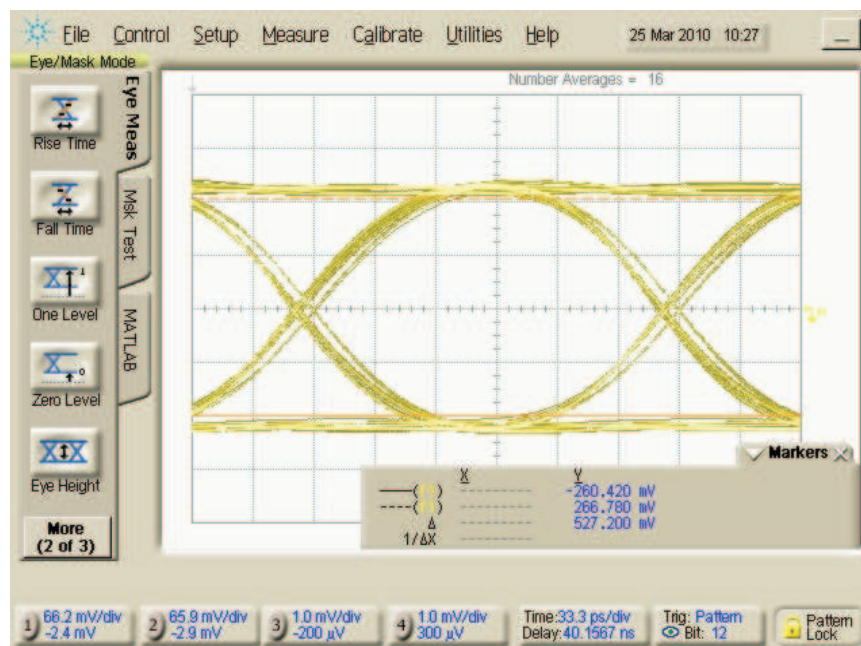 File Control Setup Measure Calibrate Utilities Help 25 Mar 2010 10:27
Eye/Mask Mode
Number Averages = 16
Eye Meas
Msk Test
MATLAB
Rise Time
Fall Time
One Level
Zero Level
Eye Height
More
(2 of 3)
Markers
X Y
-260.420 mV
266.780 mV
Δ 527.200 mV
1/ΔX
1) 66.2 mV/div
-2.4 mV
2) 65.9 mV/div
-2.9 mV
3) 1.0 mV/div
-200 µV
4) 1.0 mV/div
300 µV
Time:33.3 ps/div
Delay:40.1567 ns
Trig: Pattern
Bit: 12
Pattern
Lock